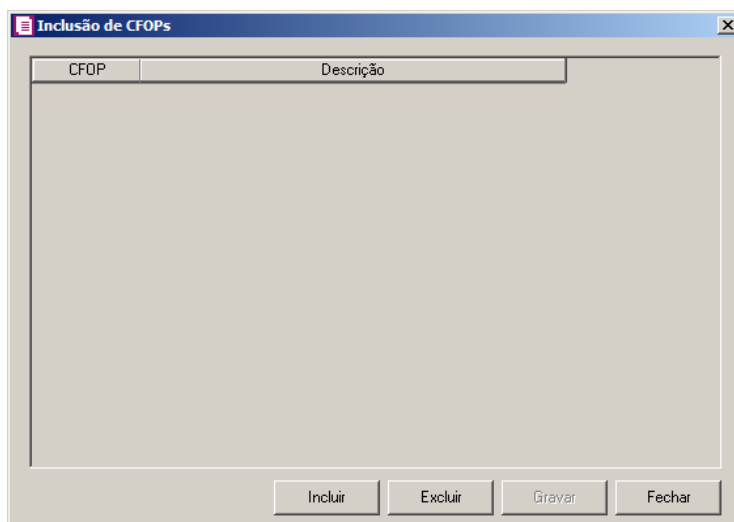 Inclusão de CFOPs
CFOP Descrição
Incluir Excluir Gravar Fechar